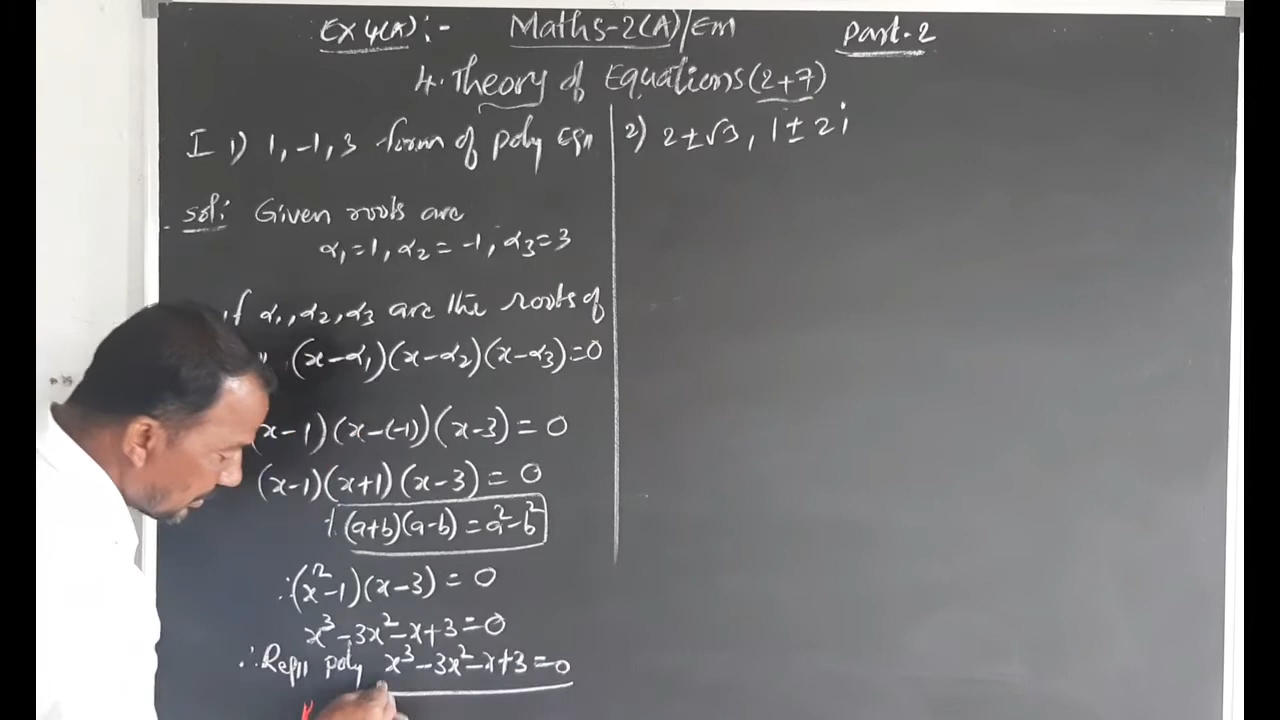 EX 4(A):- Maths-2(A)/EM Part-2
4. Theory of Equations (2+7)
I 1) 1, -1, 3 form of poly Eqn
sol: Given roots are
α₁=1, α₂= -1, α₃=3
if α₁, α₂, α₃ are the roots of
(x-α₁)(x-α₂)(x-α₃)=0
(x-1)(x-(-1))(x-3)=0
(x-1)(x+1)(x-3)=0
(a+b)(a-b)=a²-b²
∴(x²-1)(x-3)=0
x³-3x²-x+3=0
∴ Req poly x³-3x²-x+3=0
2) 2±√3, 1±2i